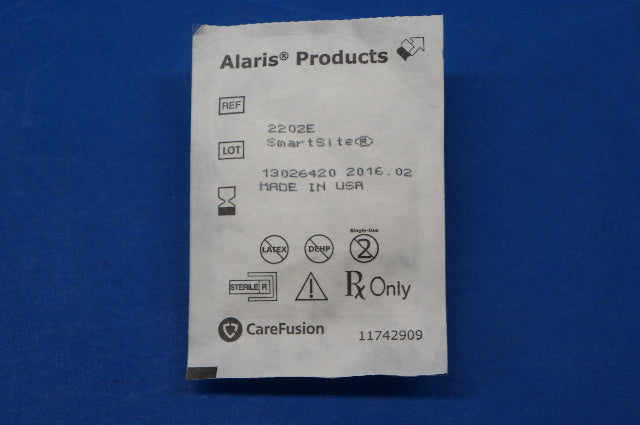 Alaris® Products
REF
2202E
SmartSite®
LOT
13026420 2016.02
MADE IN USA
Single-Use
LATEX DEHP 2
STERILE R
Rx Only
CareFusion 11742909